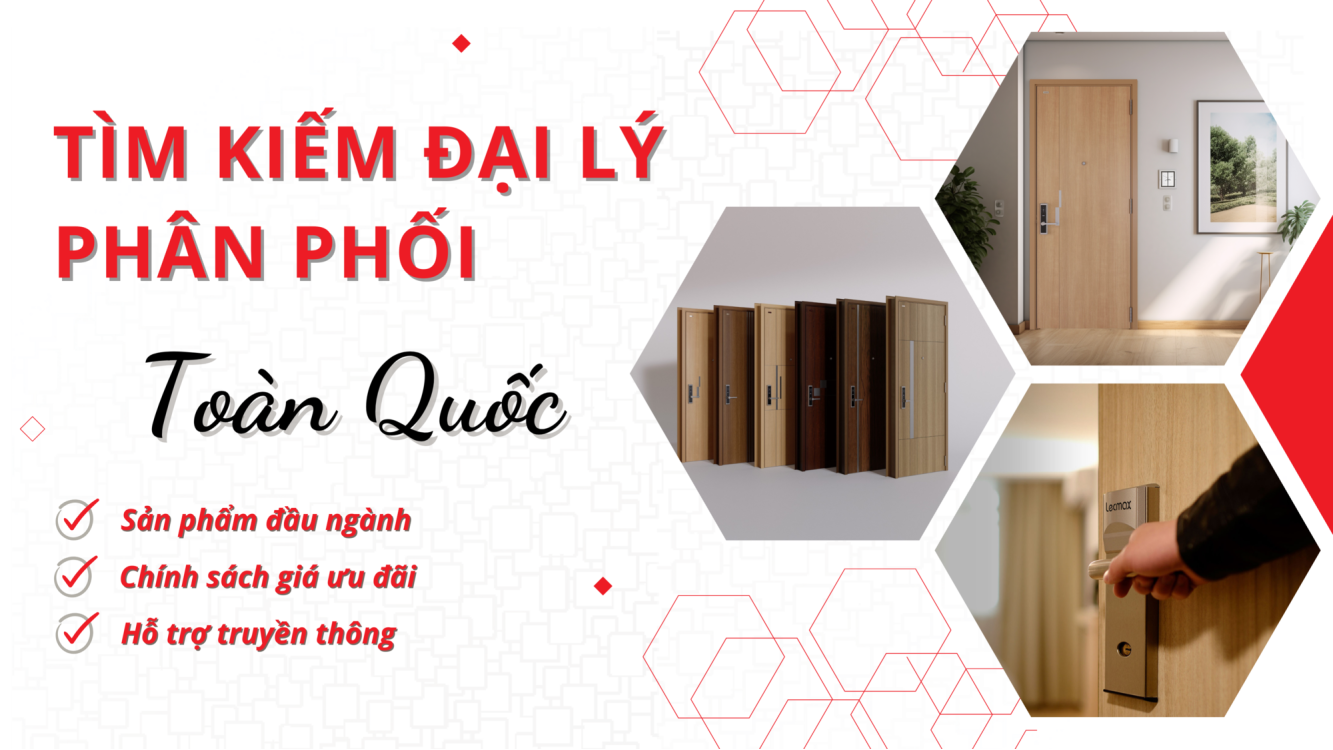 TÌM KIẾM ĐẠI LÝ
PHÂN PHỐI
Toàn Quốc
Sản phẩm đầu ngành
Chính sách giá ưu đãi
Hỗ trợ truyền thông
Locmax